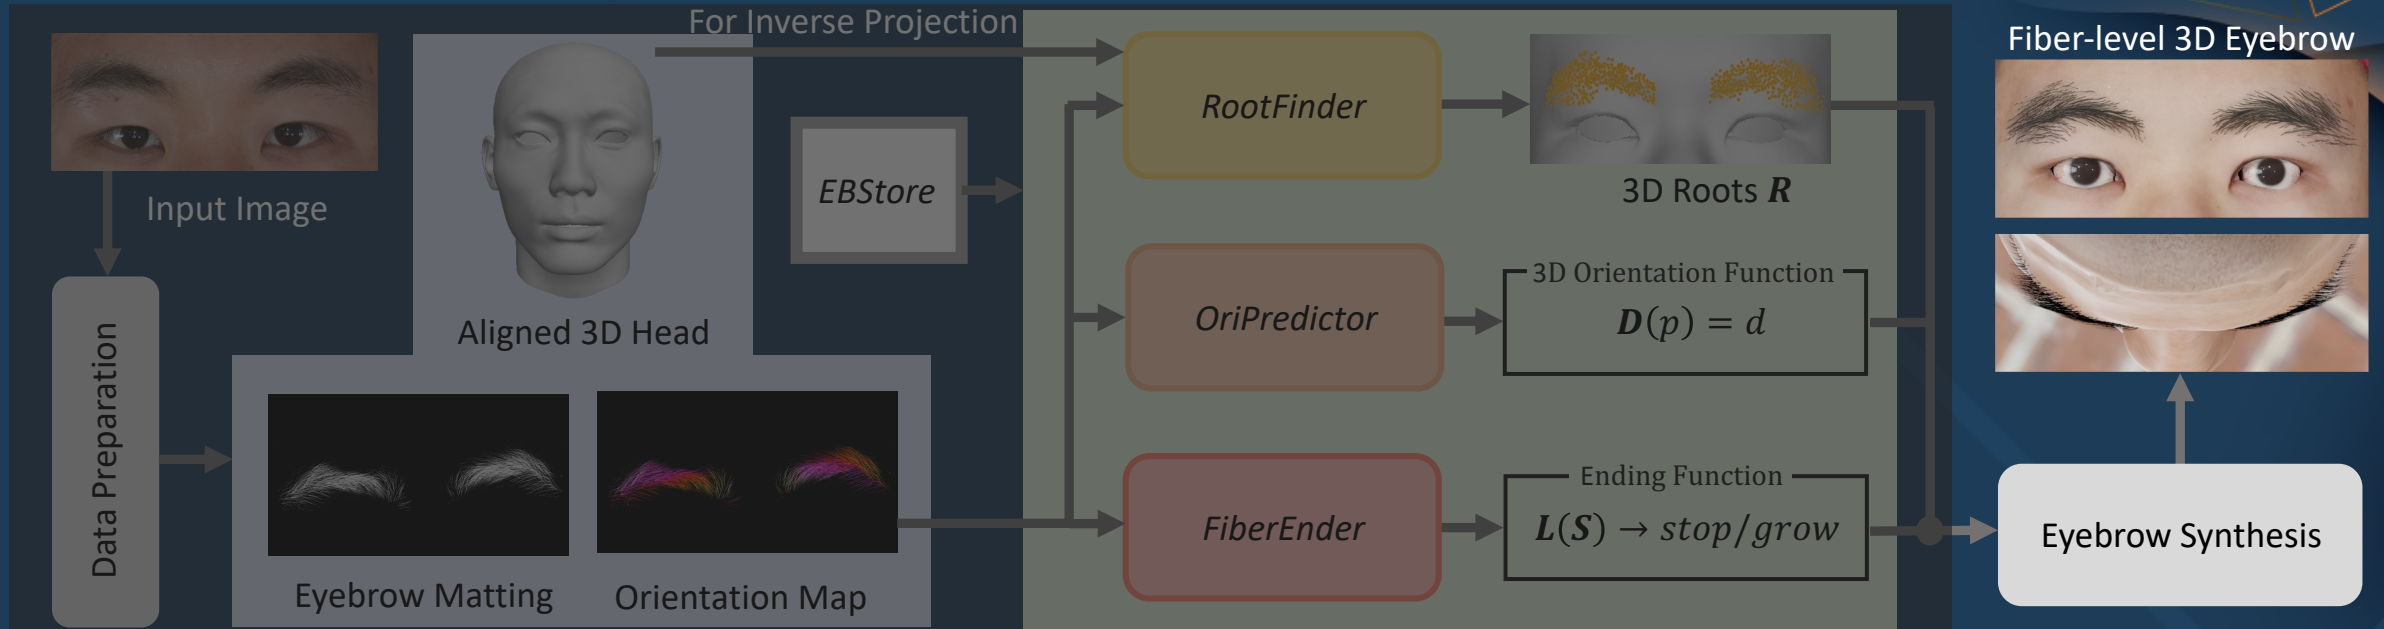 For Inverse Projection
Input Image
Data Preparation
Aligned 3D Head
Eyebrow Matting
Orientation Map
EBStore
RootFinder
3D Roots R
OriPredictor
3D Orientation Function
D(p) = d
FiberEnder
Ending Function
L(S) → stop/grow
Fiber-level 3D Eyebrow
Eyebrow Synthesis